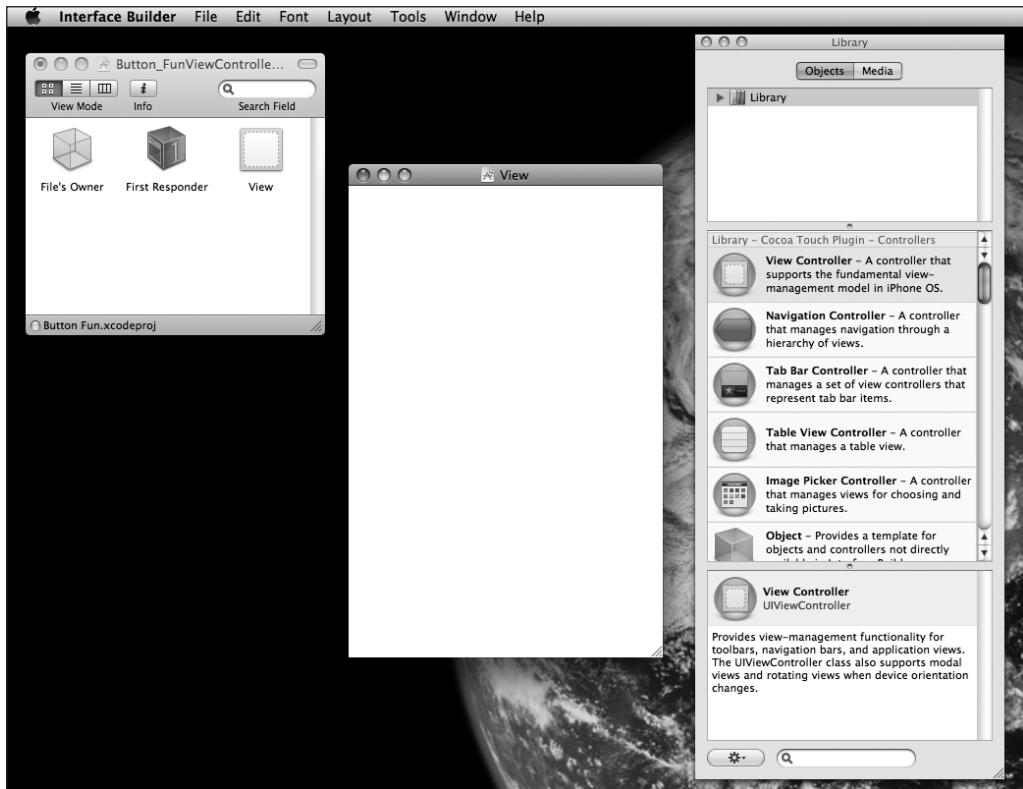 Interface Builder File Edit Font Layout Tools Window Help
Button_FunViewControlle...
View Mode Info Search Field
File's Owner First Responder View
Button Fun.xcodeproj
View
Library
Objects Media
Library
Library – Cocoa Touch Plugin – Controllers
View Controller – A controller that
supports the fundamental view-
management model in iPhone OS.
Navigation Controller – A controller
that manages navigation through a
hierarchy of views.
Tab Bar Controller – A controller that
manages a set of view controllers that
represent tab bar items.
Table View Controller – A controller
that manages a table view.
Image Picker Controller – A controller
that manages views for choosing and
taking pictures.
Object – Provides a template for
objects and controllers not directly
View Controller
UIViewController
Provides view-management functionality for
toolbars, navigation bars, and application views.
The UIViewController class also supports modal
views and rotating views when device orientation
changes.